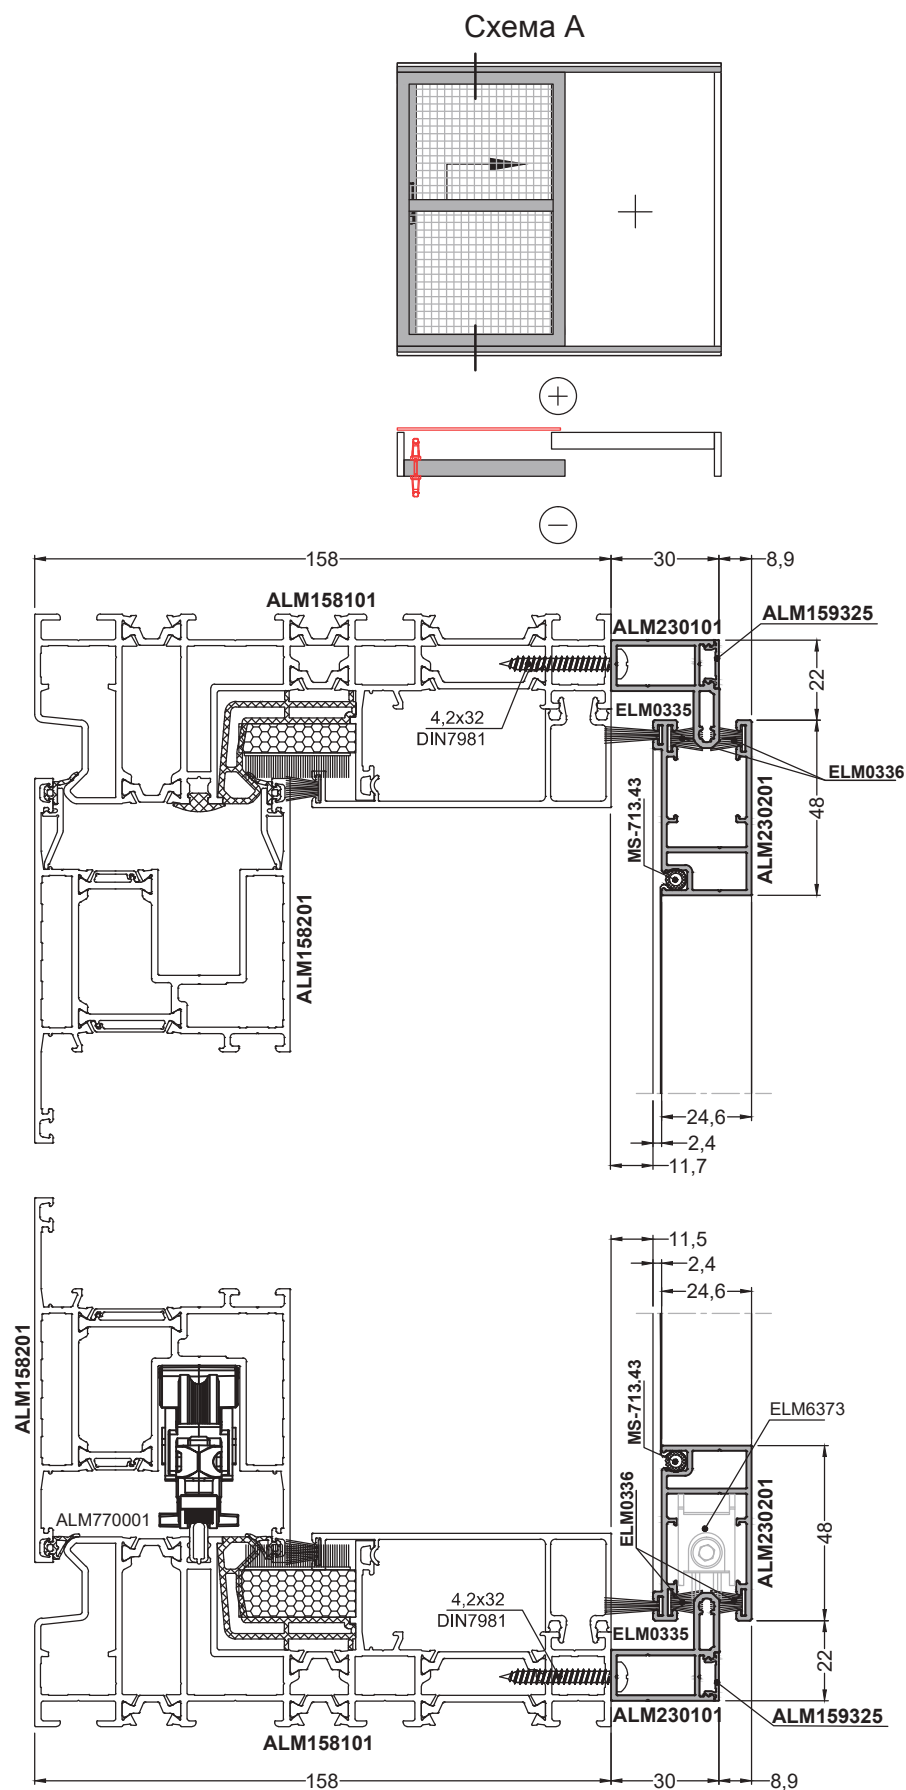 Схема А
158
30
8,9
ALM158101
ALM159325
ALM230101
22
4,2x32
DIN7981
ELM0335
ELM0336
MS-713.43
48
ALM230201
ALM158201
24,6
2,4
11,7
11,5
2,4
24,6
ALM158201
MS-713.43
ELM6373
ELM0336
ALM770001
ALM230201
48
4,2x32
DIN7981
ELM0335
22
ALM230101
ALM159325
ALM158101
158
30
8,9